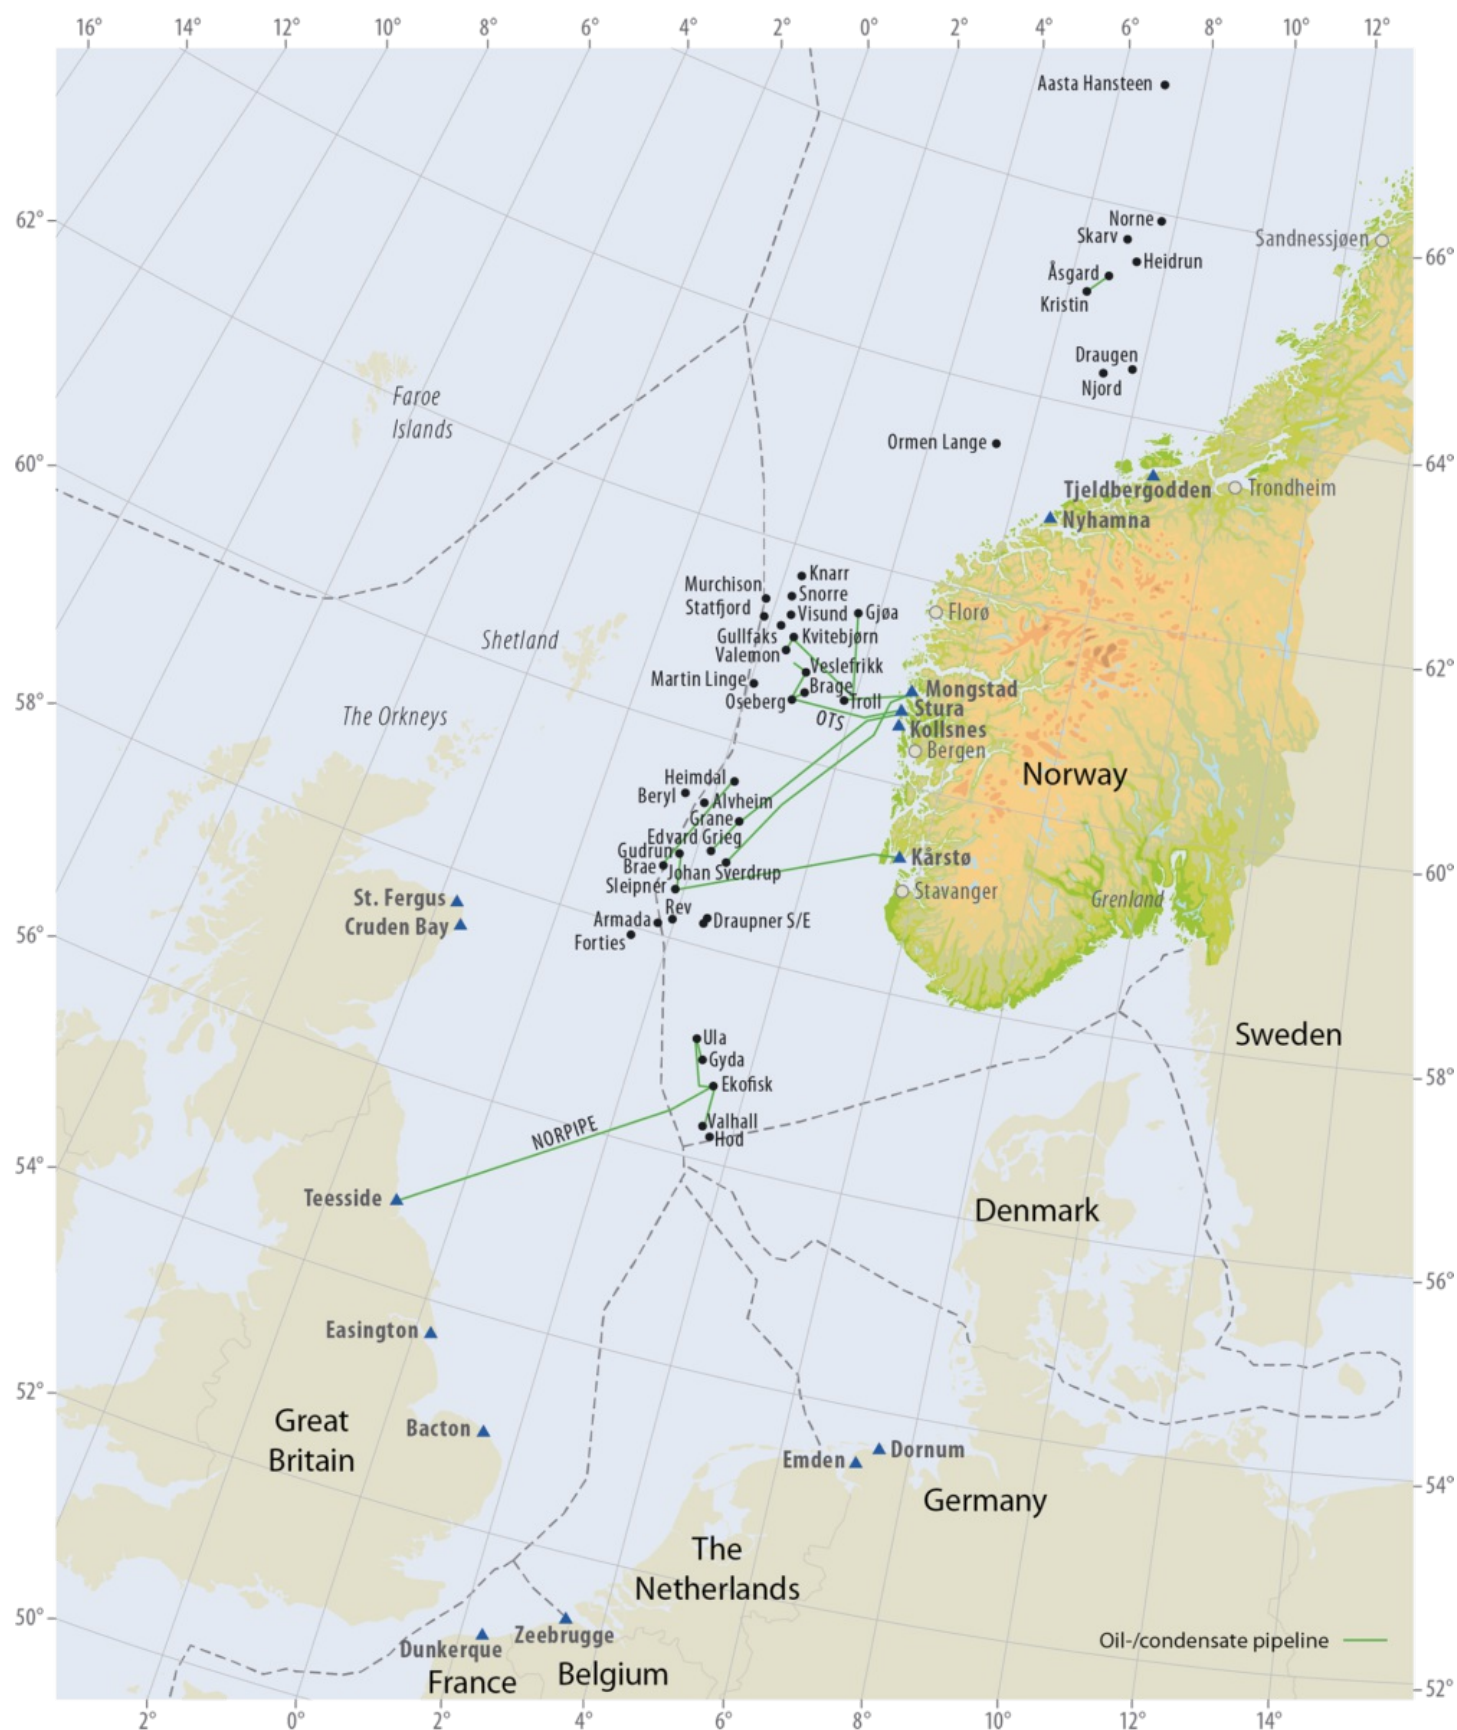 16° 14° 12° 10° 8° 6° 4° 2° 0° 2° 4° 6° 8° 10° 12°
Aasta Hansteen
62°
Norne
Skarv
Sandnessjøen
66°
Heidrun
Åsgard
Kristin
Draugen
Njord
Faroe
Islands
Ormen Lange
60°
64°
Tjeldbergodden
Trondheim
Nyhamna
Knarr
Murchison
Snorre
Statfjord
Visund
Gjøa
Florø
Gullfaks
Kvitebjørn
Shetland
Valemon
Veslefrikk
62°
Martin Linge
Brage
Mongstad
58°
Oseberg
Troll
Stura
The Orkneys
OTS
Kollsnes
Bergen
Norway
Heimdal
Beryl
Alvheim
Grane
Edvard Grieg
Gudrun
Kårstø
Brae
Johan Sverdrup
60°
Sleipner
Stavanger
St. Fergus
Grenland
Rev
Armada
Draupner S/E
Cruden Bay
56°
Forties
Sweden
Ula
Gyda
58°
Ekofisk
Valhall
NORPIPE
Hod
54°
Teesside
Denmark
56°
Easington
52°
Great
Britain
Bacton
Emden
Dornum
54°
Germany
The
Netherlands
50°
Zeebrugge
Dunkerque
Oil-/condensate pipeline
France
Belgium
52°
2° 0° 2° 4° 6° 8° 10° 12° 14°